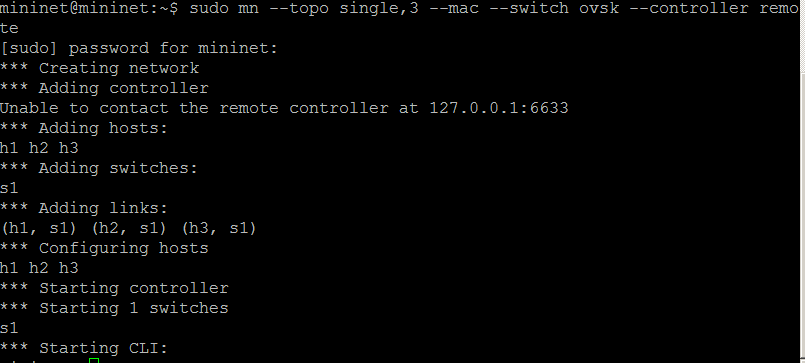 mininet@mininet:~$ sudo mn --topo single,3 --mac --switch ovsk --controller remo
te
[sudo] password for mininet:
*** Creating network
*** Adding controller
Unable to contact the remote controller at 127.0.0.1:6633
*** Adding hosts:
h1 h2 h3
*** Adding switches:
s1
*** Adding links:
(h1, s1) (h2, s1) (h3, s1)
*** Configuring hosts
h1 h2 h3
*** Starting controller
*** Starting 1 switches
s1
*** Starting CLI: